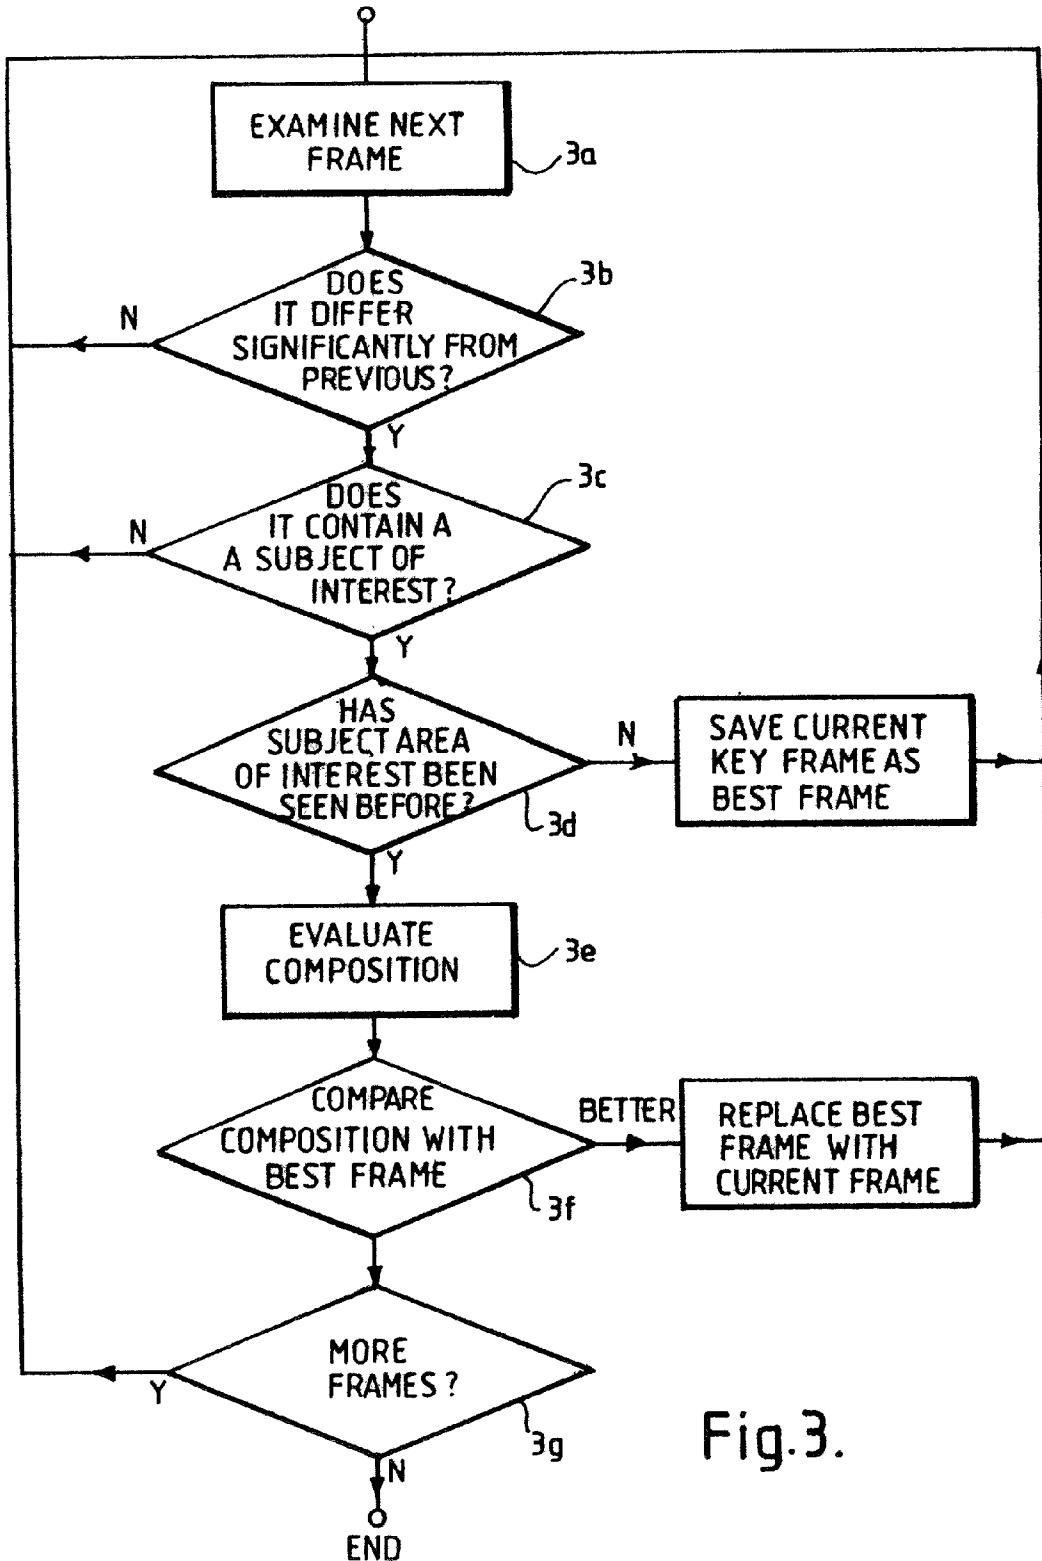 EXAMINE NEXT
FRAME
3a
DOES
IT DIFFER
SIGNIFICANTLY FROM
PREVIOUS?
3b
N
Y
DOES
IT CONTAIN A
A SUBJECT OF
INTEREST?
3c
N
Y
HAS
SUBJECT AREA
OF INTEREST BEEN
SEEN BEFORE?
3d
N
SAVE CURRENT
KEY FRAME AS
BEST FRAME
Y
EVALUATE
COMPOSITION
3e
COMPARE
COMPOSITION WITH
BEST FRAME
3f
BETTER
REPLACE BEST
FRAME WITH
CURRENT FRAME
MORE
FRAMES?
3g
Y
N
END
Fig.3.